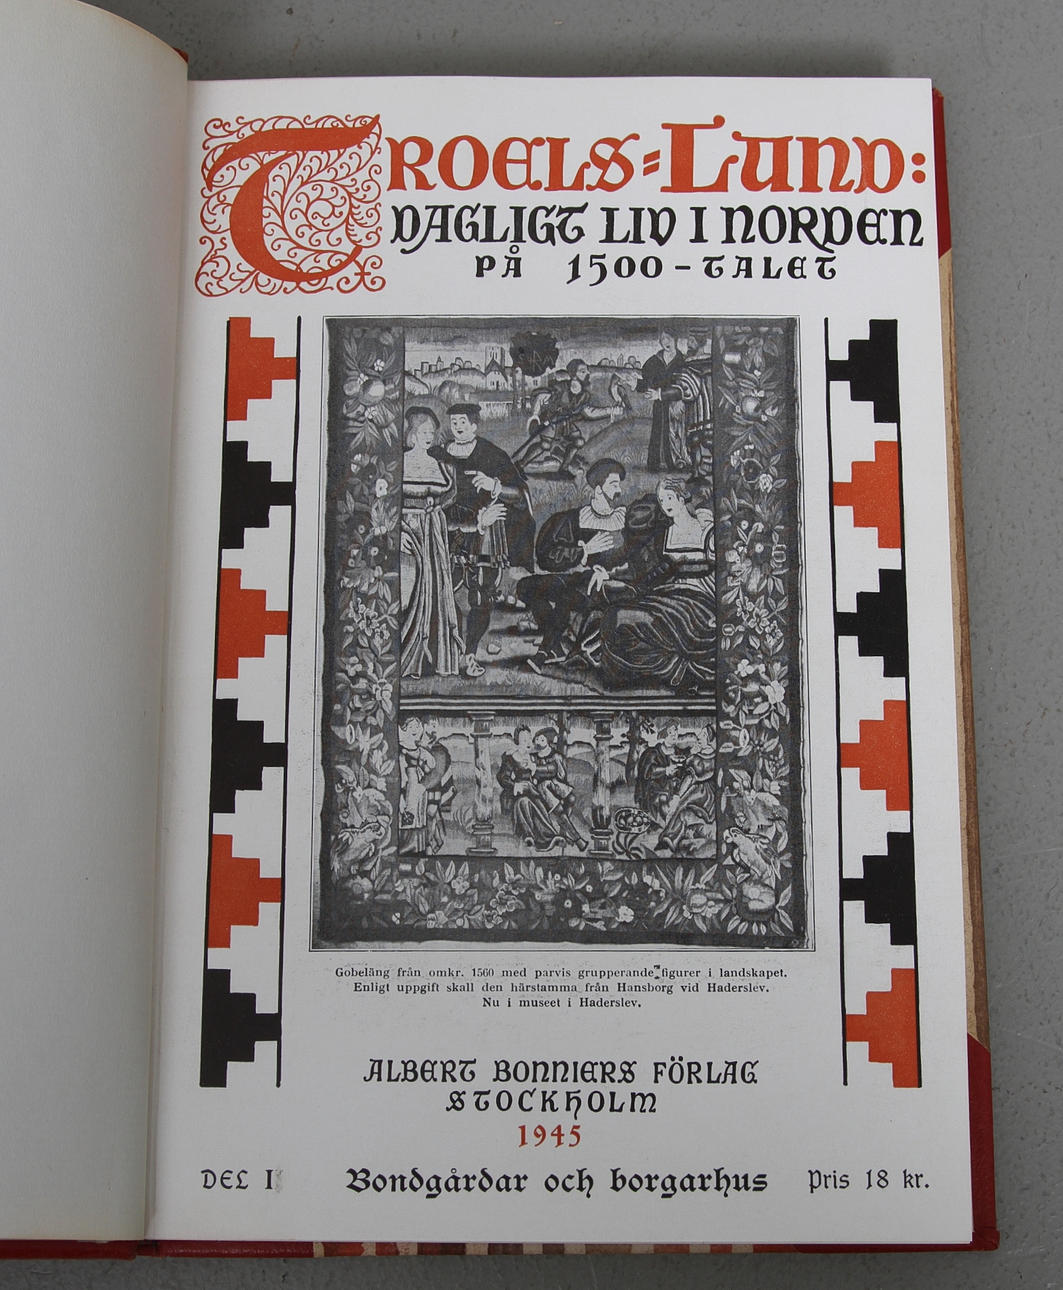 TROELS=LUND:
DAGLIGT LIV I NORDEN
PÅ 1500-TALET
Gobeläng från omkr. 1560 med parvis grupperande figurer i landskapet.
Enligt uppgift skall den härstamma från Hansborg vid Haderslev.
Nu i museet i Haderslev.
ALBERT BONNIERS FÖRLAG
STOCKHOLM
1945
DEL I Bondgårdar och borgarhus Pris 18 kr.